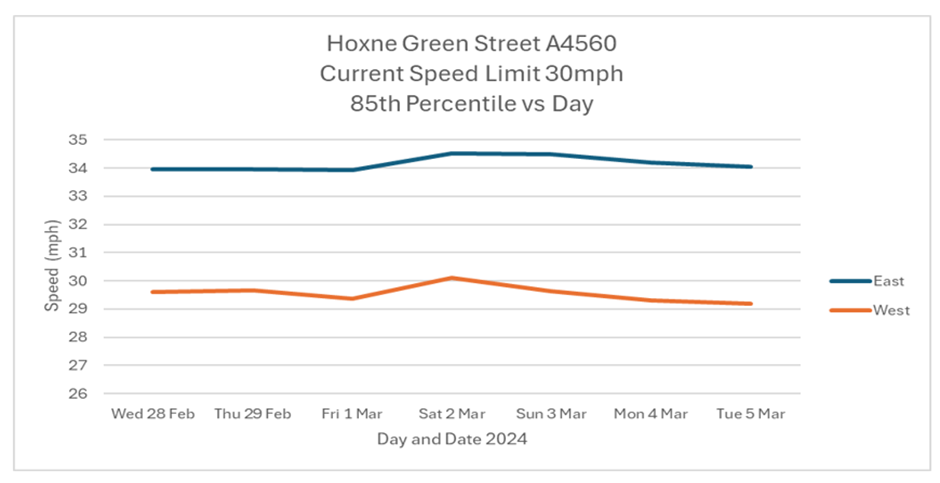 Hoxne Green Street A4560
Current Speed Limit 30mph
85th Percentile vs Day
35
34
33
32
31
30
29
28
27
26
Speed (mph)
East
West
Wed 28 Feb Thu 29 Feb Fri 1 Mar Sat 2 Mar Sun 3 Mar Mon 4 Mar Tue 5 Mar
Day and Date 2024